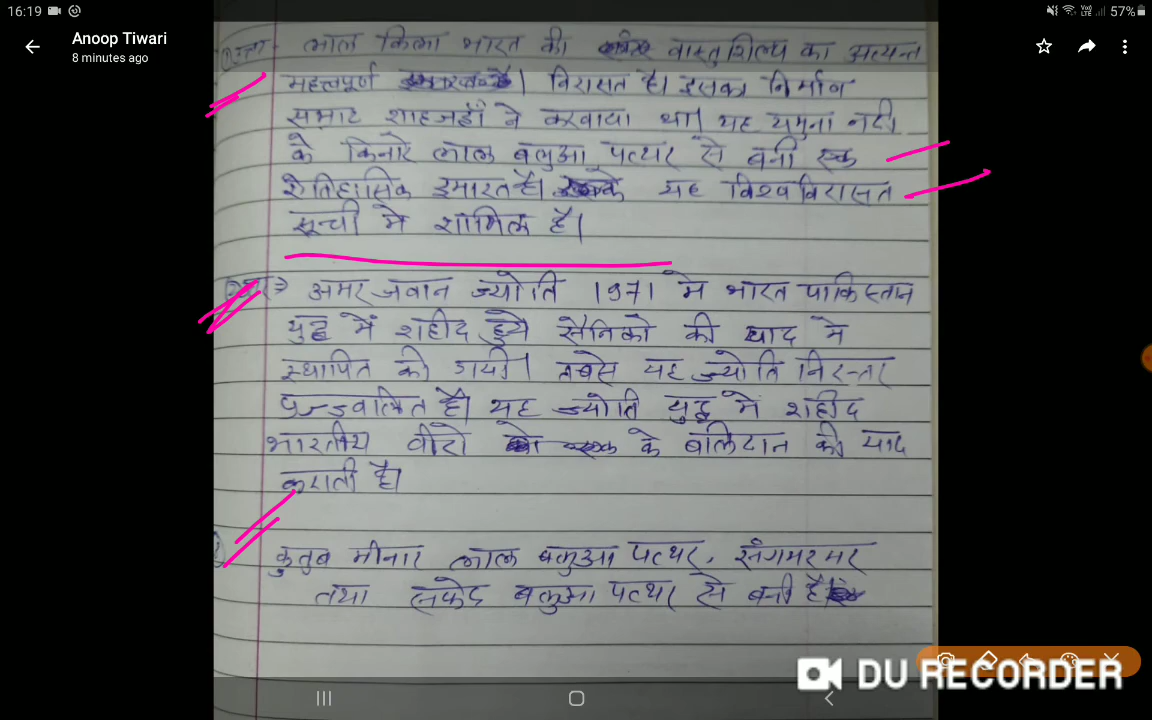 16:19
57%
Anoop Tiwari
8 minutes ago
लाल किला भारत की वास्तुशिल्प का अत्यन्त
महत्वपूर्ण विरासत है। इसका निर्माण
सम्राट शाहजहाँ ने करवाया था। यह यमुना नदी
के किनारे लाल बलुआ पत्थर से बनी एक
ऐतिहासिक इमारत है। यह विश्व विरासत
सूची मे शामिल है।
अमर जवान ज्योति 1971 मे भारत पाकिस्तान
युद्ध में शहीद हुये सैनिको की याद मे
स्थापित की गयी। तबसे यह ज्योति निरन्तर
प्रज्जवलित है। यह ज्योति युद्ध मे शहीद
भारतीय वीरो के बलिदान की याद
कराती है।
कुतुब मीनार लाल बलुआ पत्थर, संगमरमर
तथा सफेद बलुआ पत्थर से बनी है।
DU RECORDER